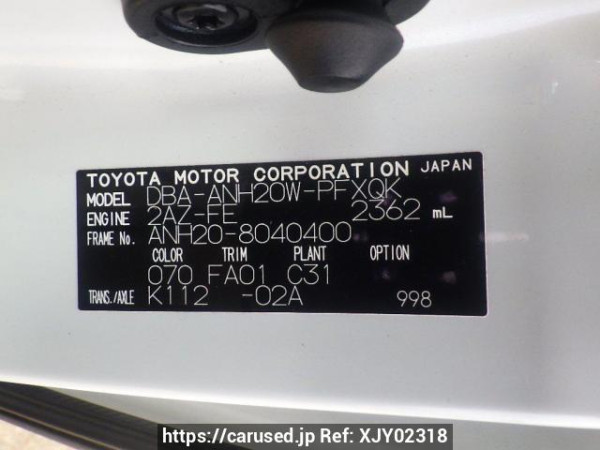 TOYOTA MOTOR CORPORATION JAPAN
MODEL DBA-ANH20W-PFXQK
ENGINE 2AZ-FE 2362 mL
FRAME No. ANH20-8040400
COLOR TRIM PLANT OPTION
070 FA01 C31
TRANS./AXLE K112 -02A 998
https://carused.jp Ref: XJY02318